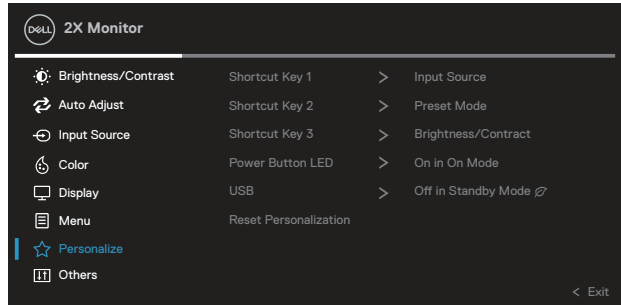 DELL 2X Monitor
Brightness/Contrast Shortcut Key 1 > Input Source
Auto Adjust Shortcut Key 2 > Preset Mode
Input Source Shortcut Key 3 > Brightness/Contract
Color Power Button LED > On in On Mode
Display USB > Off in Standby Mode
Menu Reset Personalization
Personalize
Others
< Exit